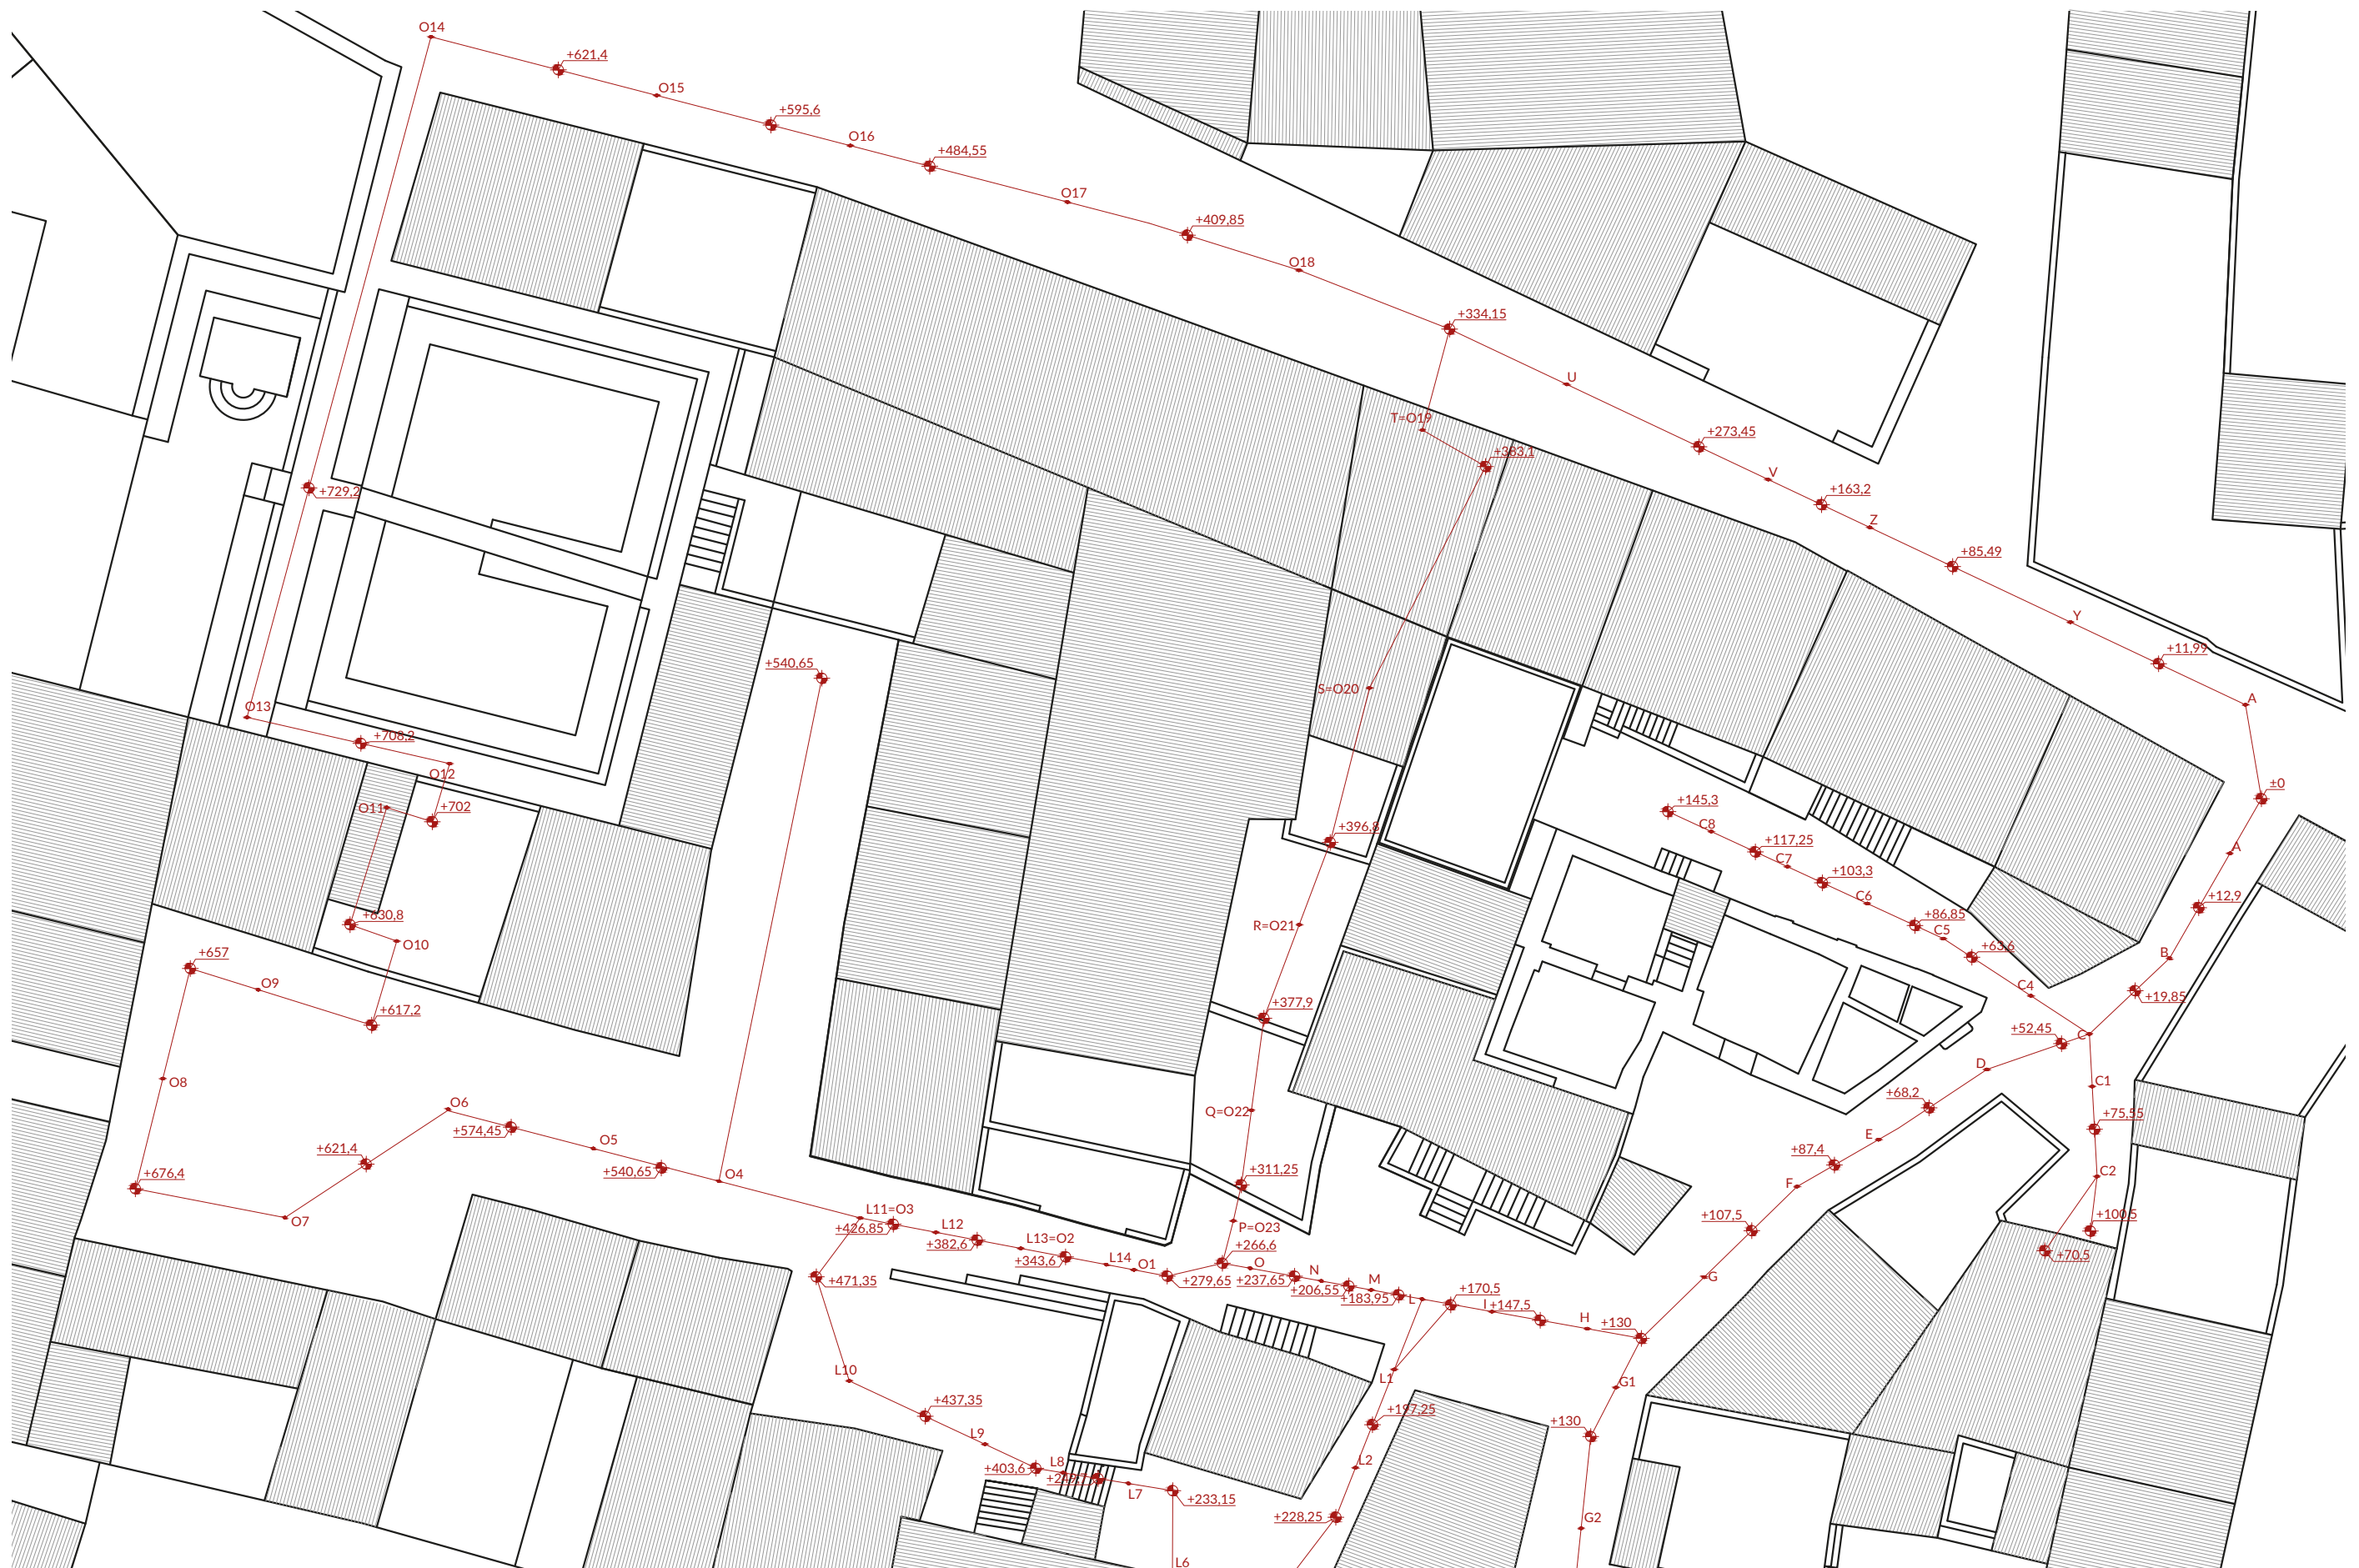 O14
+621,4
O15
+595,6
O16
+484,55
O17
+409,85
O18
+334,15
U
T=O19
+383,1
+273,45
V
+163,2
Z
+85,49
Y
+11,99
A
±0
A
+12,9
B
+19,85
C
+729,2
O13
+708,2
O12
O11
+702
+630,8
O10
+657
O9
+617,2
O8
+676,4
O7
+621,4
O6
+574,45
O5
+540,65
O4
+540,65
S=O20
+396,8
R=O21
+377,9
Q=O22
+311,25
P=O23
+266,6
+145,3
C8
+117,25
C7
+103,3
C6
+86,85
C5
+63,6
C4
+52,45
D
+68,2
E
+87,4
F
+107,5
G
C1
+75,55
C2
+100,5
+70,5
L11=O3
+426,85
L12
+382,6
L13=O2
+343,6
L14
O1
+279,65
O
+237,65
N
+206,55
M
+183,95
L
+170,5
I
+147,5
H
+130
G1
+130
G2
L1
+197,25
L2
+228,25
+471,35
L10
+437,35
L9
+403,6
L8
L7
+233,15
L6